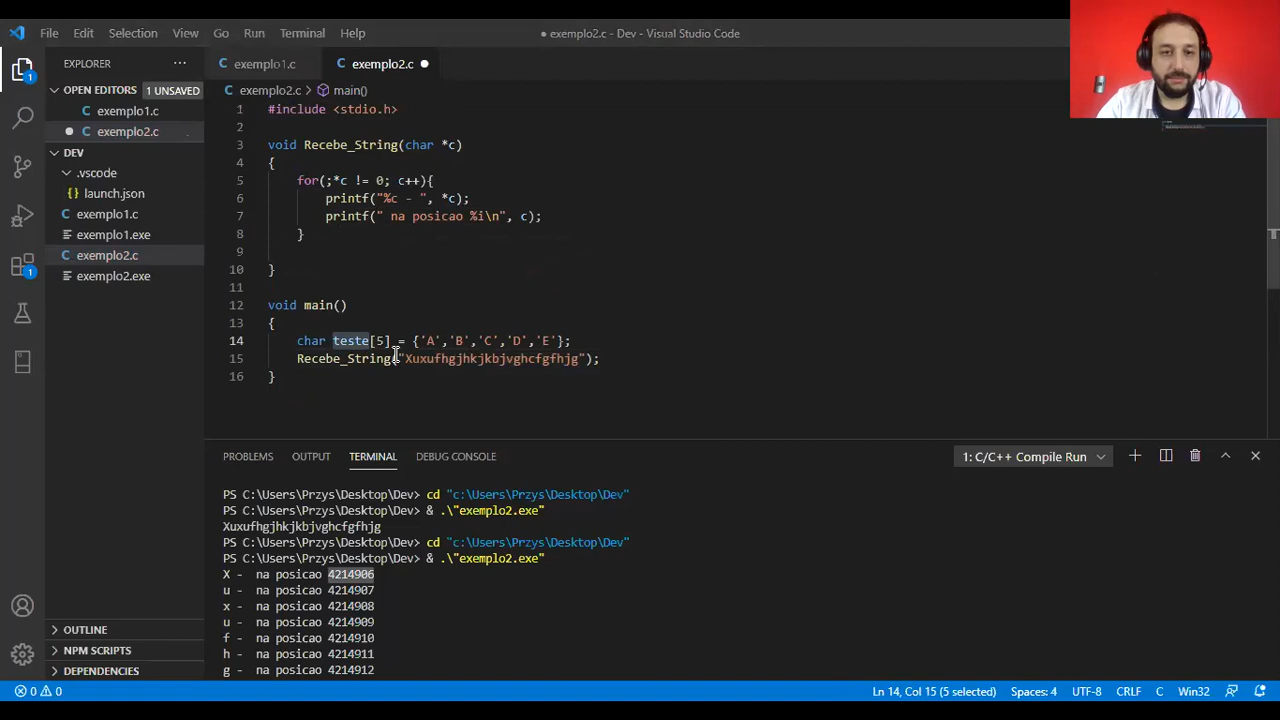 File Edit Selection View Go Run Terminal Help
● exemplo2.c - Dev - Visual Studio Code
EXPLORER ···
exemplo1.c
exemplo2.c ●
OPEN EDITORS 1 UNSAVED
exemplo1.c
● exemplo2.c
DEV
.vscode
{} launch.json
C exemplo1.c
exemplo1.exe
C exemplo2.c
exemplo2.exe
OUTLINE
NPM SCRIPTS
DEPENDENCIES
1
1
C exemplo2.c > main()
1 #include <stdio.h>
2
3 void Recebe_String(char *c)
4 {
5 for(;*c != 0; c++){
6 printf("%c - ", *c);
7 printf(" na posicao %i\n", c);
8 }
9
10 }
11
12 void main()
13 {
14 char teste[5] = {'A','B','C','D','E'};
15 Recebe_String("Xuxufhgjhkjkbjvghcfgfhjg");
16 }
PROBLEMS OUTPUT TERMINAL DEBUG CONSOLE 1: C/C++ Compile Run
PS C:\Users\Przys\Desktop\Dev> cd "c:\Users\Przys\Desktop\Dev"
PS C:\Users\Przys\Desktop\Dev> & .\"exemplo2.exe"
Xuxufhgjhkjkbjvghcfgfhjg
PS C:\Users\Przys\Desktop\Dev> cd "c:\Users\Przys\Desktop\Dev"
PS C:\Users\Przys\Desktop\Dev> & .\"exemplo2.exe"
X - na posicao 4214906
u - na posicao 4214907
x - na posicao 4214908
u - na posicao 4214909
f - na posicao 4214910
h - na posicao 4214911
g - na posicao 4214912
0 0 Ln 14, Col 15 (5 selected) Spaces: 4 UTF-8 CRLF C Win32